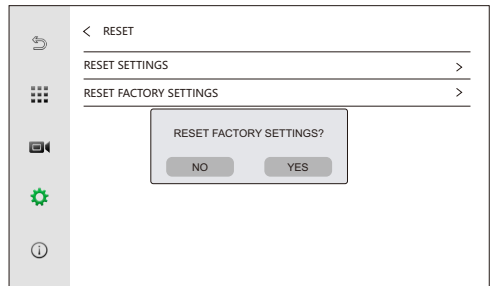 RESET
RESET SETTINGS
RESET FACTORY SETTINGS
RESET FACTORY SETTINGS?
NO YES